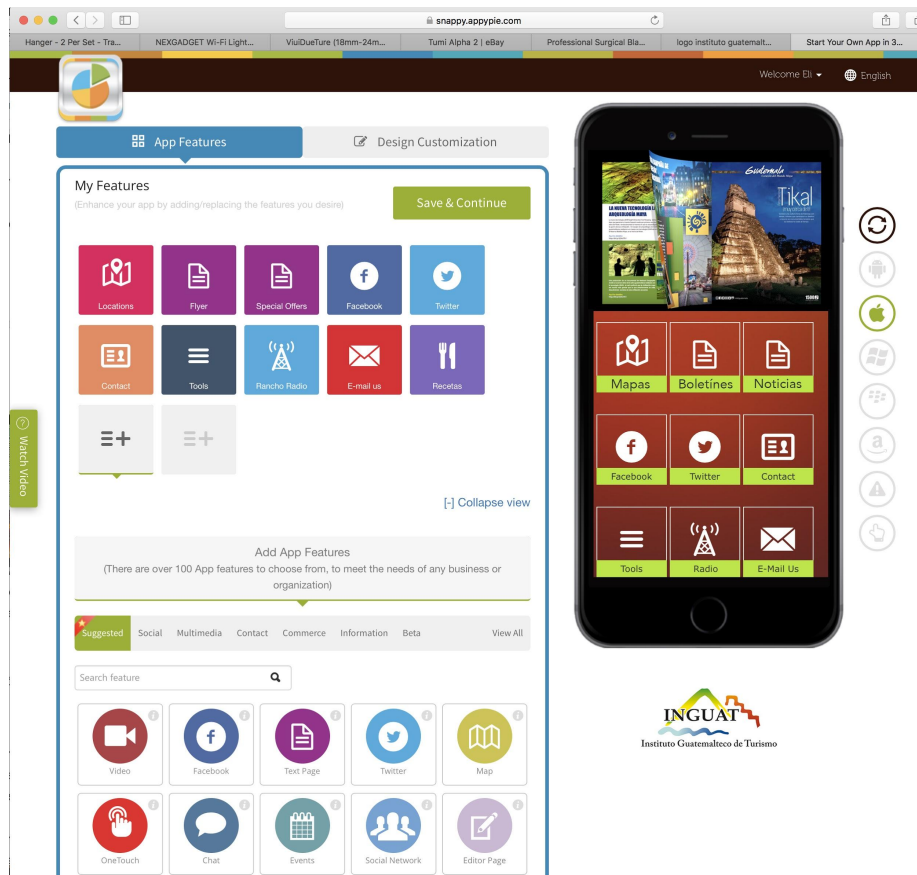 snappy.appypie.com
Hanger - 2 Per Set - Tra...
NEXGADGET Wi-Fi Light...
ViuiDueTure (18mm-24m...
Tumi Alpha 2 | eBay
Professional Surgical Bla...
logo instituto guatemalt...
Start Your Own App in 3...
Welcome Eli
English
App Features
Design Customization
My Features
(Enhance your app by adding/replacing the features you desire)
Save & Continue
Locations
Flyer
Special Offers
Facebook
Twitter
Contact
Tools
Rancho Radio
E-mail us
Recetas
Watch Video
[-] Collapse view
Add App Features
(There are over 100 App features to choose from, to meet the needs of any business or
organization)
Suggested
Social
Multimedia
Contact
Commerce
Information
Beta
View All
Search feature
Video
Facebook
Text Page
Twitter
Map
OneTouch
Chat
Events
Social Network
Editor Page
LA NUEVA TECNOLOGÍA
ARQUEOLOGÍA MAYA
Guatemala
Tikal
Mapas
Boletínes
Noticias
Facebook
Twitter
Contact
Tools
Radio
E-Mail Us
INGUAT
Instituto Guatemalteco de Turismo